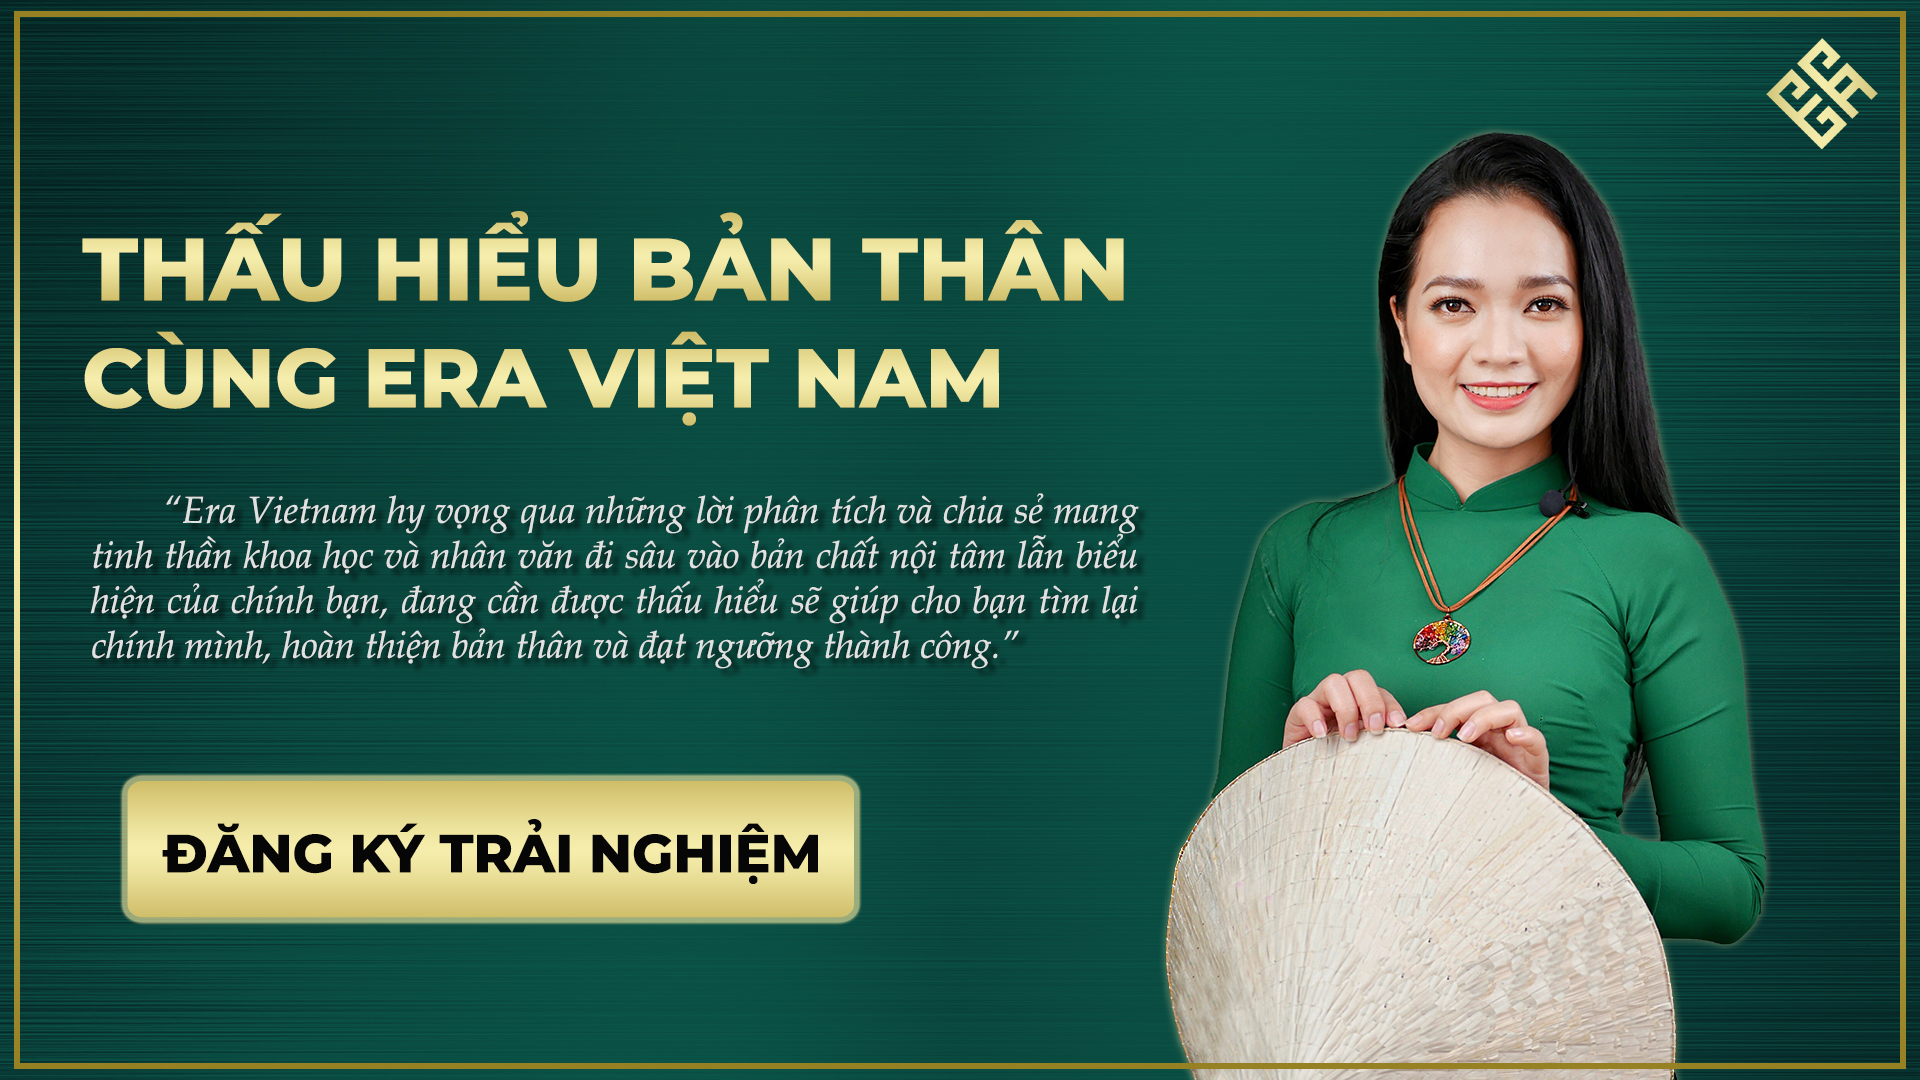 THẤU HIỂU BẢN THÂN
CÙNG ERA VIỆT NAM
“Era Vietnam hy vọng qua những lời phân tích và chia sẻ mang
tinh thần khoa học và nhân văn đi sâu vào bản chất nội tâm lẫn biểu
hiện của chính bạn, đang cần được thấu hiểu sẽ giúp cho bạn tìm lại
chính mình, hoàn thiện bản thân và đạt ngưỡng thành công.”
ĐĂNG KÝ TRẢI NGHIỆM